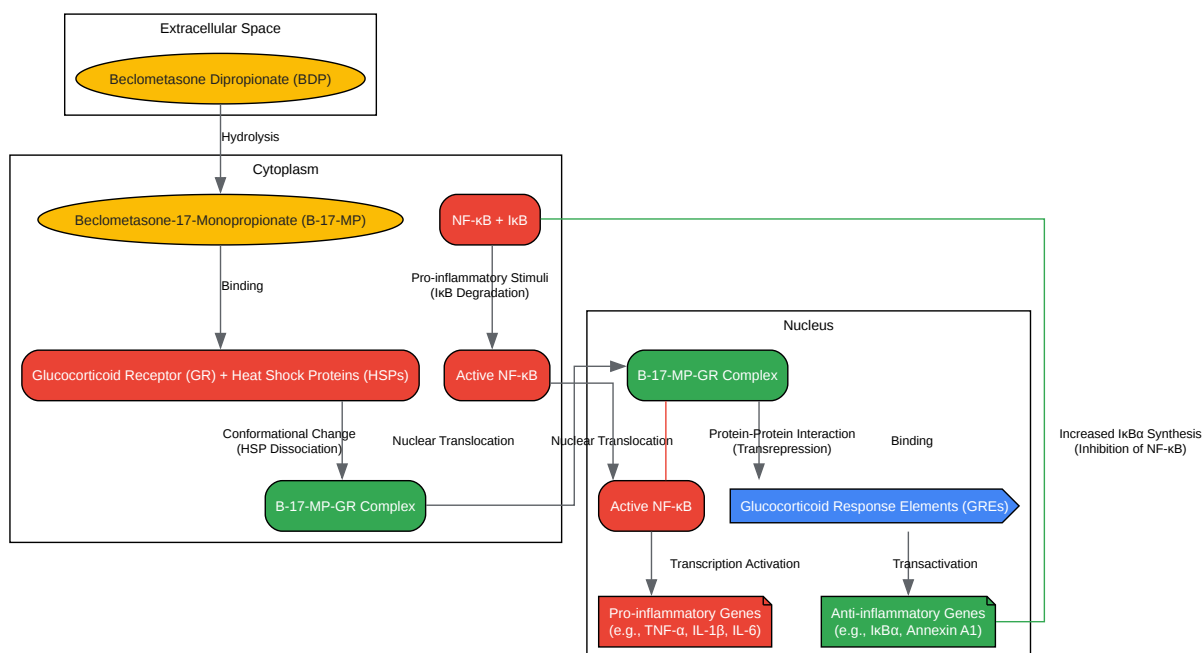 Extracellular Space
Beclometasone Dipropionate (BDP)
Hydrolysis
Cytoplasm
Beclometasone-17-Monopropionate (B-17-MP)
NF-κB + IκB
Binding
Pro-inflammatory Stimuli
(IκB Degradation)
Nucleus
Glucocorticoid Receptor (GR) + Heat Shock Proteins (HSPs)
Active NF-κB
B-17-MP-GR Complex
Conformational Change
(HSP Dissociation)
Nuclear Translocation
Nuclear Translocation
Protein-Protein Interaction
(Transrepression)
Binding
Increased IκBα Synthesis
(Inhibition of NF-κB)
B-17-MP-GR Complex
Active NF-κB
Glucocorticoid Response Elements (GREs)
Transcription Activation
Transactivation
Pro-inflammatory Genes
(e.g., TNF-α, IL-1β, IL-6)
Anti-inflammatory Genes
(e.g., IκBα, Annexin A1)